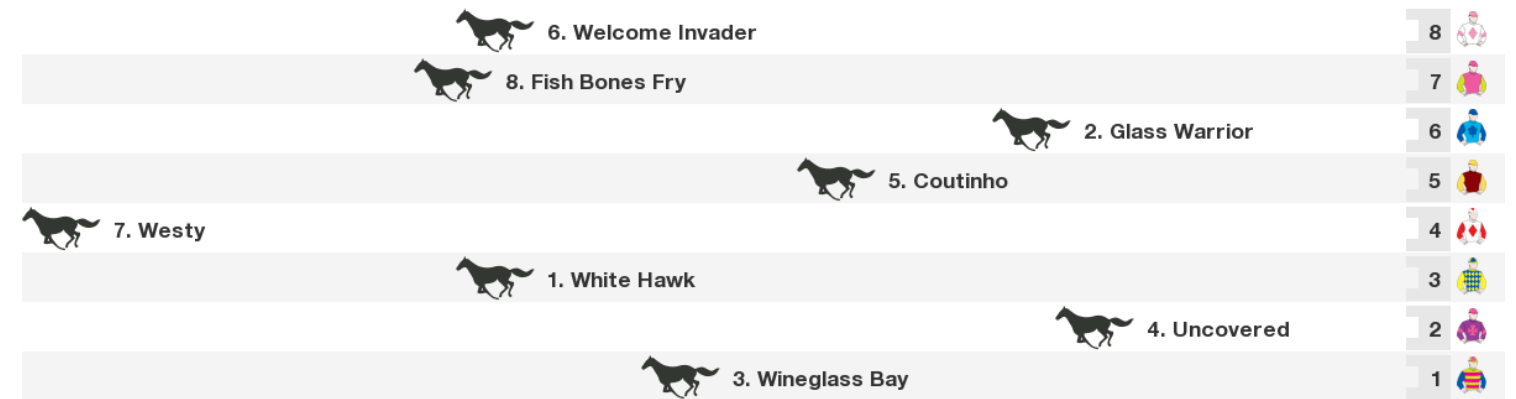 6. Welcome Invader 8
8. Fish Bones Fry 7
2. Glass Warrior 6
5. Coutinho 5
7. Westy 4
1. White Hawk 3
4. Uncovered 2
3. Wineglass Bay 1